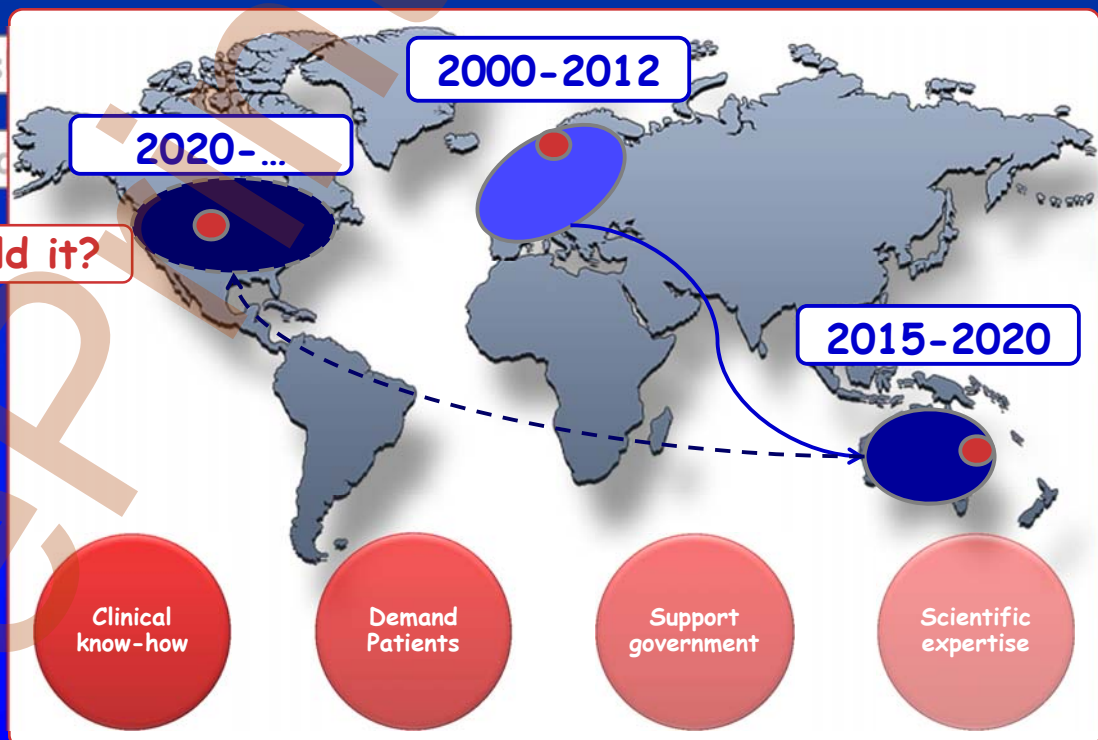 2000-2012
2020-…
ld it?
2015-2020
Clinical
know-how
Demand
Patients
Support
government
Scientific
expertise